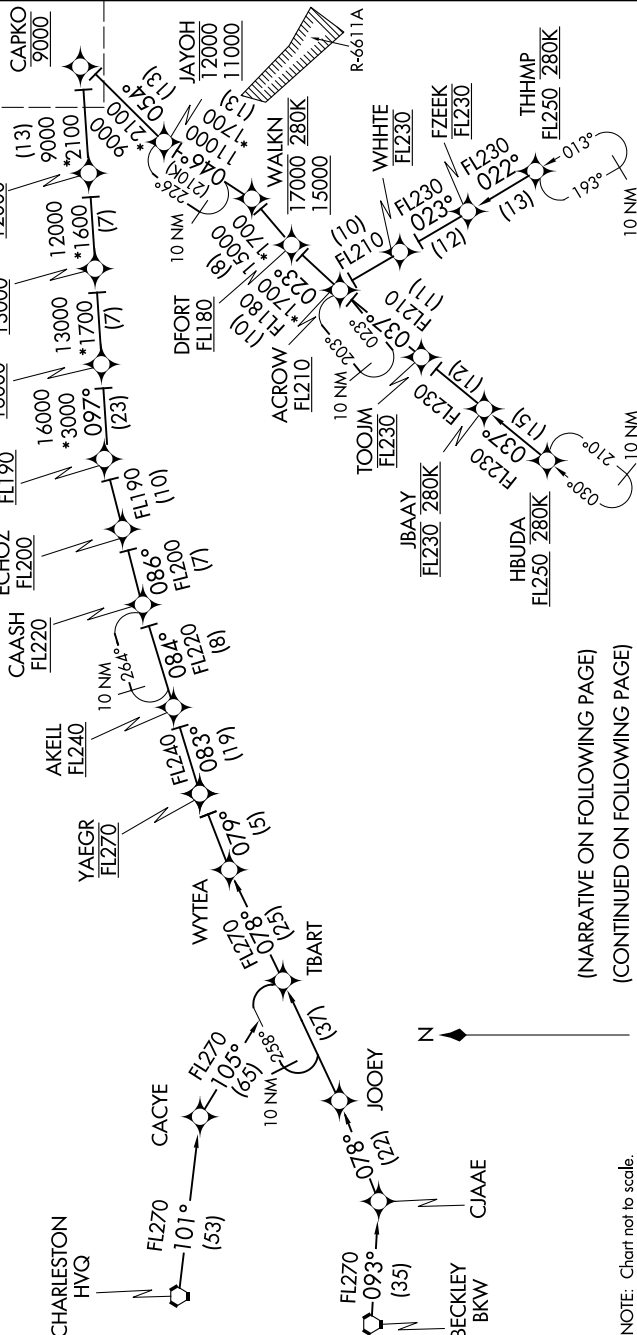 CAPKO
9000
(13)
9000
*2100
12000
*1600
(7)
13000
*1700
(7)
16000
*3000
097°
(23)
FL190
FL190
(10)
ECHOZ
FL200
086°
FL200
(7)
CAASH
FL220
084°
FL220
(8)
10 NM
264°
AKELL
FL240
FL240
083°
(19)
YAEGR
FL270
079°
(5)
WYTEA
FL270
078°
(25)
TBART
10 NM
258°
(37)
JOOEY
078°
(22)
CJAAE
CHARLESTON
HVQ
FL270
101°
(53)
CACYE
FL270
105°
(65)
BECKLEY
BKW
FL270
093°
(35)
9000
*2100
054°
(13)
JAYOH
12000
11000
R-6611A
10 NM
226°
(210K)
046°
11000
*1700
(13)
WALKN
17000 280K
15000
15000
*1700
(8)
DFORT
FL180
FL180
*1700
023°
(10)
ACROW
FL210
10 NM
203°
023°
(10)
FL210
WHHTE
FL230
FL230
023°
(12)
FZEEK
FL230
FL230
022°
(13)
THHMP
FL250 280K
013°
193°
10 NM
037°
FL210
(11)
TOOJM
FL230
FL230
(12)
JBAAY
FL230 280K
FL230
037°
(15)
HBUDA
FL250 280K
030°
210°
10 NM
N
(NARRATIVE ON FOLLOWING PAGE)
(CONTINUED ON FOLLOWING PAGE)
NOTE: Chart not to scale.